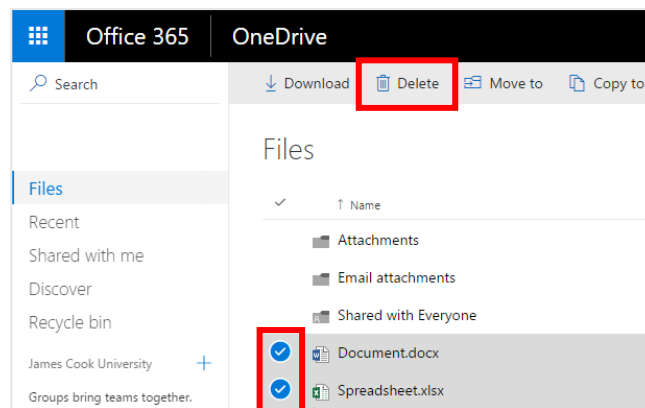 Office 365 OneDrive
Search
Download Delete Move to Copy to
Files
Files
Recent
Shared with me
Discover
Recycle bin
James Cook University
Groups bring teams together.
Name
Attachments
Email attachments
Shared with Everyone
Document.docx
Spreadsheet.xlsx